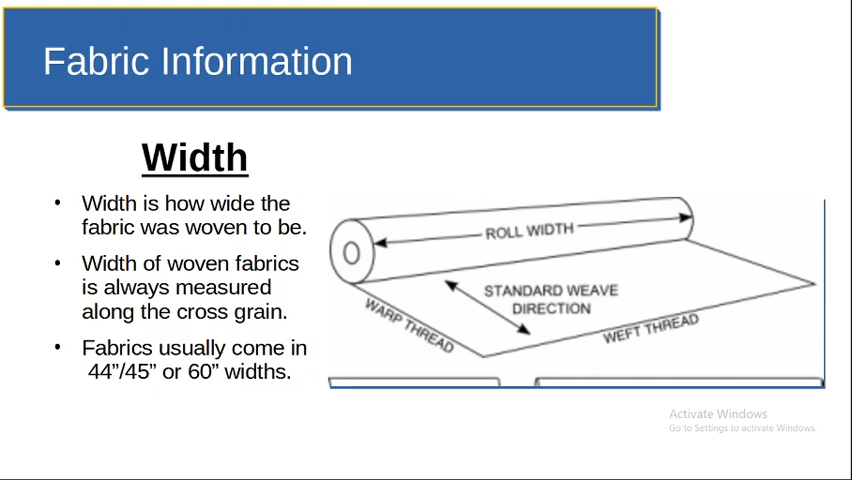 Fabric Information
Width
• Width is how wide the
fabric was woven to be.
• Width of woven fabrics
is always measured
along the cross grain.
• Fabrics usually come in
44”/45” or 60” widths.
ROLL WIDTH
STANDARD WEAVE
DIRECTION
WARP THREAD
WEFT THREAD
Activate Windows
Go to Settings to activate Windows.